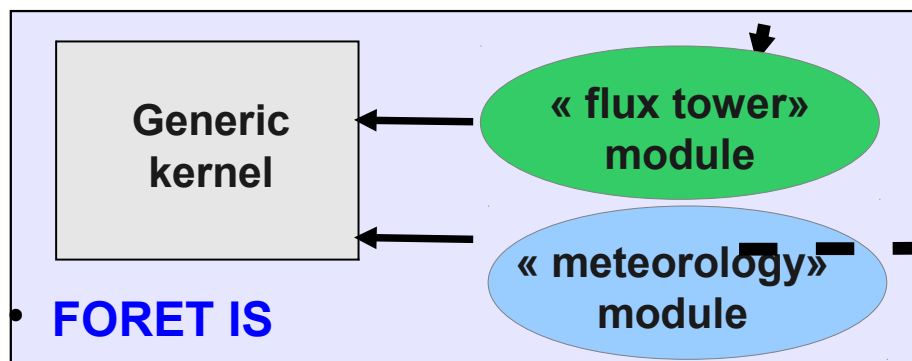 Generic
kernel
« flux tower»
module
« meteorology»
module
• FORET IS